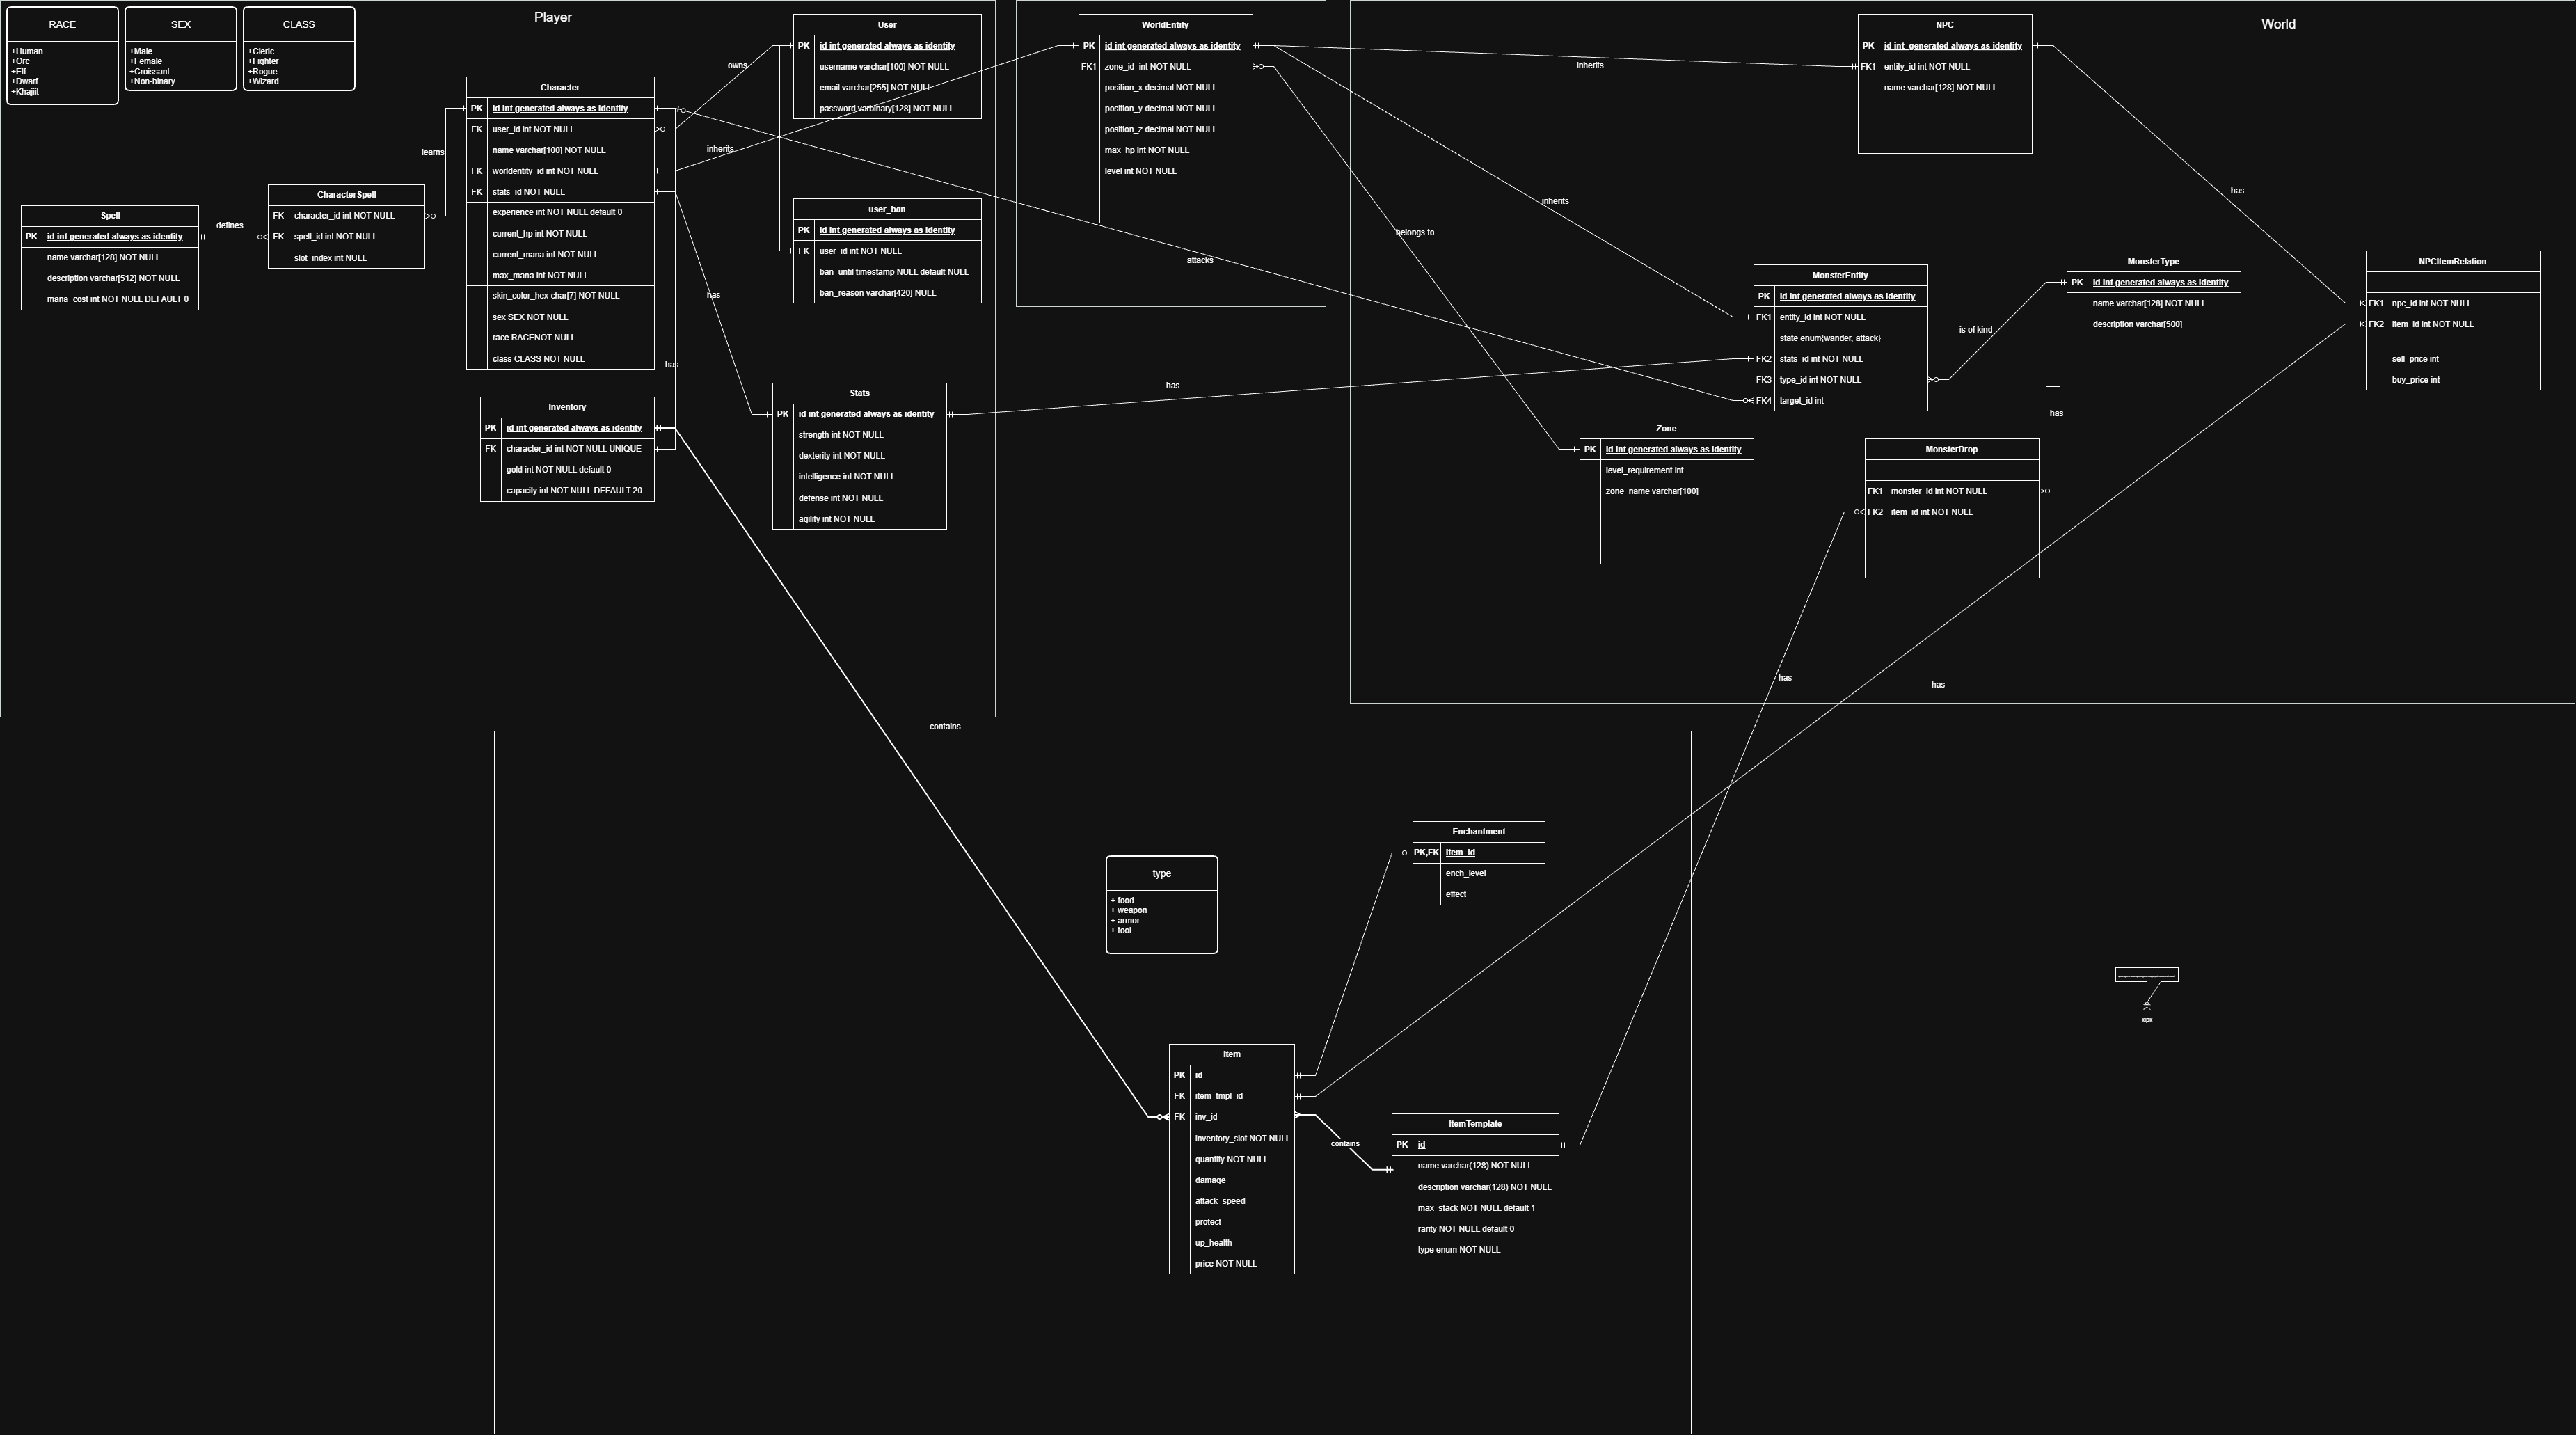 RACE
+Human
+Orc
+Elf
+Dwarf
+Khajiit
SEX
+Male
+Female
+Croissant
+Non-binary
CLASS
+Cleric
+Fighter
+Rogue
+Wizard
Player
User
PK id int generated always as identity
username varchar[100] NOT NULL
email varchar[255] NOT NULL
password varbinary[128] NOT NULL
owns
Character
PK id int generated always as identity
FK user_id int NOT NULL
name varchar[100] NOT NULL
FK worldentity_id int NOT NULL
FK stats_id NOT NULL
experience int NOT NULL default 0
current_hp int NOT NULL
current_mana int NOT NULL
max_mana int NOT NULL
skin_color_hex char[7] NOT NULL
sex SEX NOT NULL
race RACENOT NULL
class CLASS NOT NULL
learns
inherits
CharacterSpell
FK character_id int NOT NULL
FK spell_id int NOT NULL
slot_index int NULL
Spell
PK id int generated always as identity
name varchar[128] NOT NULL
description varchar[512] NOT NULL
mana_cost int NOT NULL DEFAULT 0
defines
user_ban
PK id int generated always as identity
FK user_id int NOT NULL
ban_until timestamp NULL default NULL
ban_reason varchar[420] NULL
has
has
Inventory
PK id int generated always as identity
FK character_id int NOT NULL UNIQUE
gold int NOT NULL default 0
capacity int NOT NULL DEFAULT 20
Stats
PK id int generated always as identity
strength int NOT NULL
dexterity int NOT NULL
intelligence int NOT NULL
defense int NOT NULL
agility int NOT NULL
WorldEntity
PK id int generated always as identity
FK1 zone_id int NOT NULL
position_x decimal NOT NULL
position_y decimal NOT NULL
position_z decimal NOT NULL
max_hp int NOT NULL
level int NOT NULL
attacks
has
World
NPC
PK id int generated always as identity
FK1 entity_id int NOT NULL
name varchar[128] NOT NULL
inherits
inherits
belongs to
has
MonsterEntity
PK id int generated always as identity
FK1 entity_id int NOT NULL
state enum{wander, attack}
FK2 stats_id int NOT NULL
FK3 type_id int NOT NULL
FK4 target_id int
is of kind
MonsterType
PK id int generated always as identity
name varchar[128] NOT NULL
description varchar[500]
NPCItemRelation
FK1 npc_id int NOT NULL
FK2 item_id int NOT NULL
sell_price int
buy_price int
Zone
PK id int generated always as identity
level_requirement int
zone_name varchar[100]
has
MonsterDrop
FK1 monster_id int NOT NULL
FK2 item_id int NOT NULL
has
has
contains
type
+ food
+ weapon
+ armor
+ tool
Enchantment
PK,FK item_id
ench_level
effect
Item
PK id
FK item_tmpl_id
FK inv_id
inventory_slot NOT NULL
quantity NOT NULL
damage
attack_speed
protect
up_health
price NOT NULL
contains
ItemTemplate
PK id
name varchar(128) NOT NULL
description varchar(128) NOT NULL
max_stack NOT NULL default 1
rarity NOT NULL default 0
type enum NOT NULL